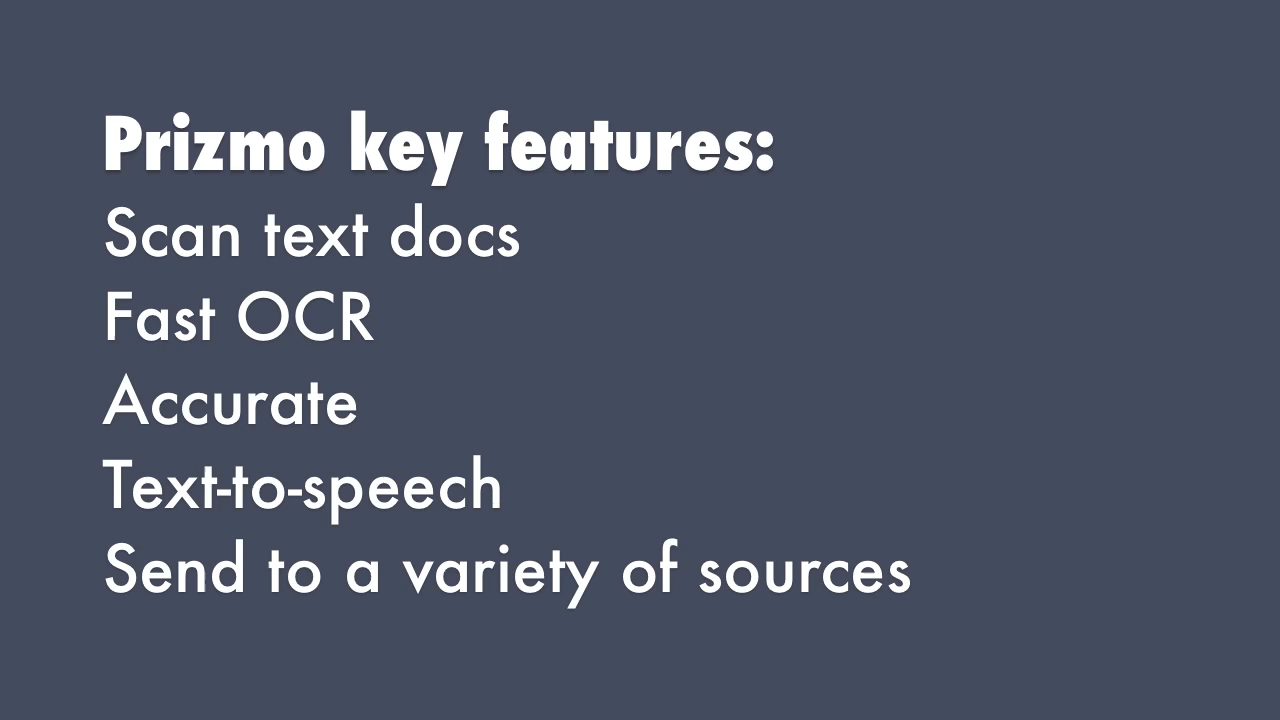 Prizmo key features:
Scan text docs
Fast OCR
Accurate
Text-to-speech
Send to a variety of sources